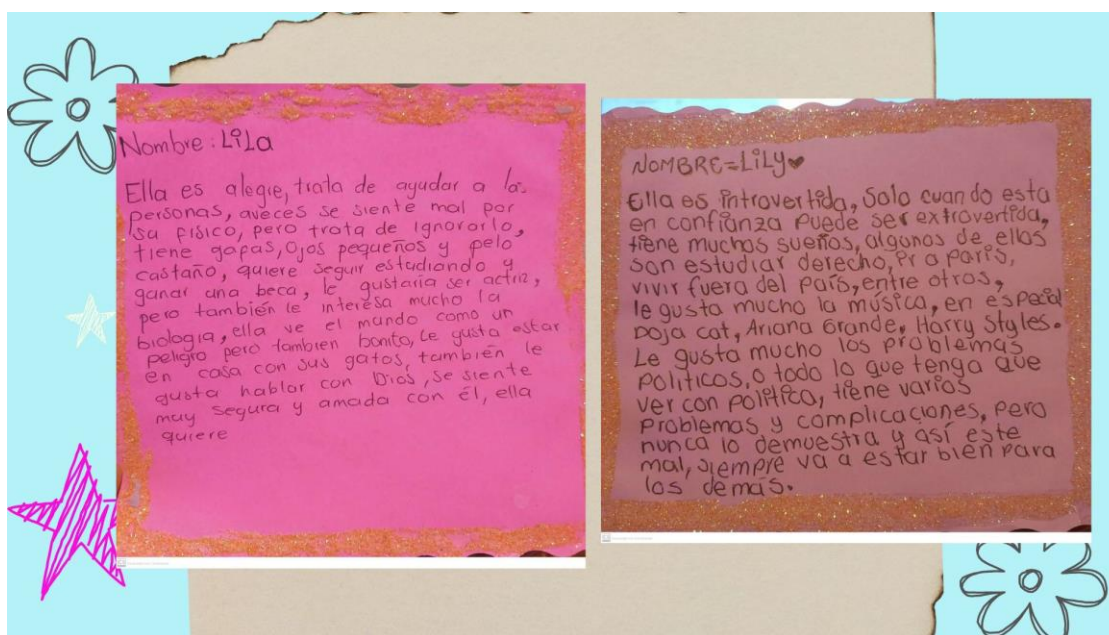 Nombre: Lila
Ella es alegre, trata de ayudar a las
personas, aveces se siente mal por
su físico, pero trata de ignorarlo,
tiene gafas, Ojos pequeños y pelo
castaño, quiere seguir estudiando y
ganar una beca, le gustaría ser actriz,
pero también le interesa mucho la
biologia, ella ve el mundo como un
peligro pero tambien bonito, Le gusta estar
en casa con sus gatos, también le
gusta hablar con Dios, se siente
muy segura y amada con él, ella
quiere
NOMBRE=LiLy♥
Ella es introvertida, Solo cuando esta
en confianza Puede ser extrovertida,
tiene muchos sueños, algunos de ellos
son estudiar derecho, ir a parís,
vivir fuera del País, entre otros,
le gusta mucho la música, en especial
Doja cat, Ariana Grande, Harry Styles.
Le gusta mucho los problemas
Políticos, o todo lo que tenga que
ver con politico, tiene varios
Problemas y complicaciones, Pero
nunca lo demuestra y así este
mal, siempre va a estar bien para
los demás.